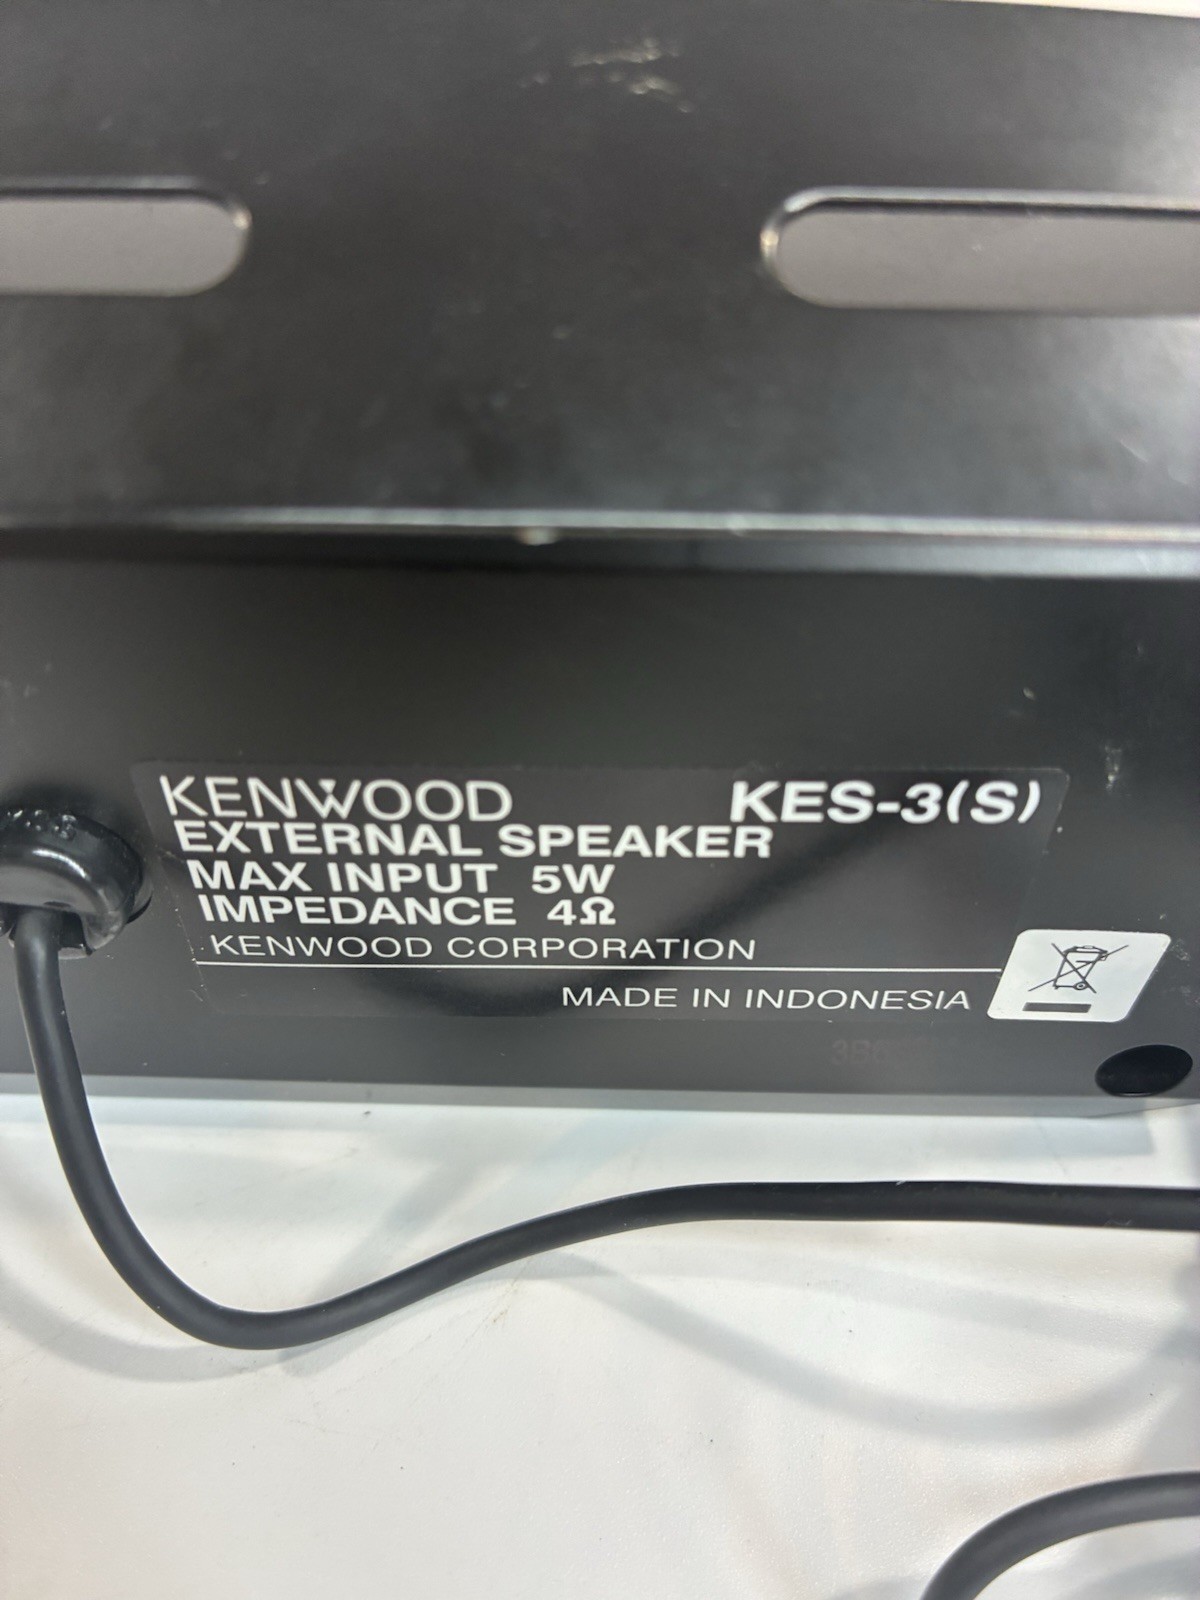 KENWOOD KES-3(S)
EXTERNAL SPEAKER
MAX INPUT 5W
IMPEDANCE 4Ω
KENWOOD CORPORATION
MADE IN INDONESIA